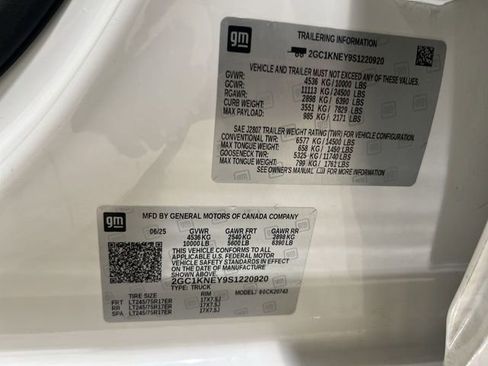 gm
TRAILERING INFORMATION
2GC1KNEY9S1220920
VEHICLE AND TRAILER MUST NOT EXCEED ANY OF THESE VALUES
GVWR: 4536 KG/ 10000 LBS
GCWR: 11113 KG/24500 LBS
RGAWR: 2898 KG/ 6390 LBS
CURB WEIGHT: 3551 KG/ 7829 LBS
MAX PAYLOAD: 985 KG/ 2171 LBS
SAE J2807 TRAILER WEIGHT RATING (TWR) FOR VEHICLE CONFIGURATION.
CONVENTIONAL TWR: 6577 KG/14500 LBS
MAX TONGUE WEIGHT: 658 KG/ 1450 LBS
GOOSENECK TWR: 5325 KG/11740 LBS
MAX TONGUE WEIGHT: 799 KG/ 1761 LBS
SEE OWNER'S MANUAL FOR
gm
MFD BY GENERAL MOTORS OF CANADA COMPANY
06/25 GVWR GAWR FRT GAWR RR
4536 KG 2540 KG 2898 KG
10000 LB 5600 LB 6390 LB
THIS VEHICLE CONFORMS TO ALL
APPLICABLE U.S. FEDERAL MOTOR
VEHICLE SAFETY STANDARDS IN EFFECT
ON THE DATE OF MANUFACTURE
SHOWN ABOVE.
2GC1KNEY9S1220920
TYPE: TRUCK
TIRE SIZE RIM MODEL:
FRT LT245/75R17ER 17X7.5J
RR LT245/75R17ER 17X7.5J
SPA LT245/75R17ER 17X7.5J